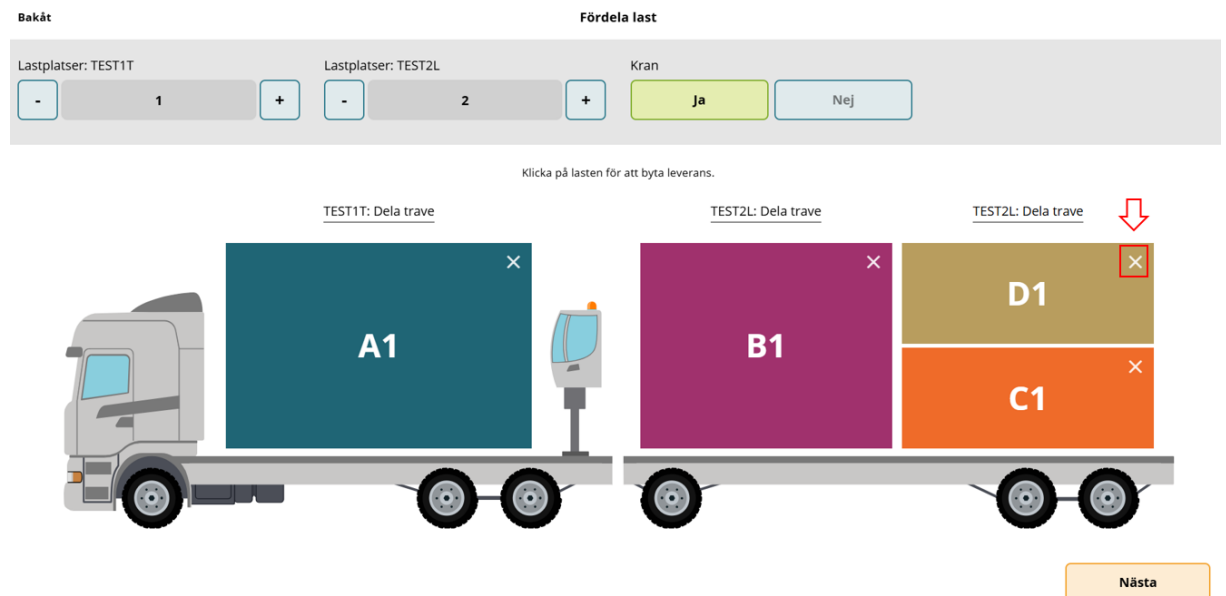 Bakåt
Fördela last
Lastplatser: TEST1T
Lastplatser: TEST2L
Kran
- 1 +
- 2 +
Ja
Nej
Klicka på lasten för att byta leverans.
TEST1T: Dela trave
TEST2L: Dela trave
TEST2L: Dela trave
A1
B1
D1
C1
Nästa